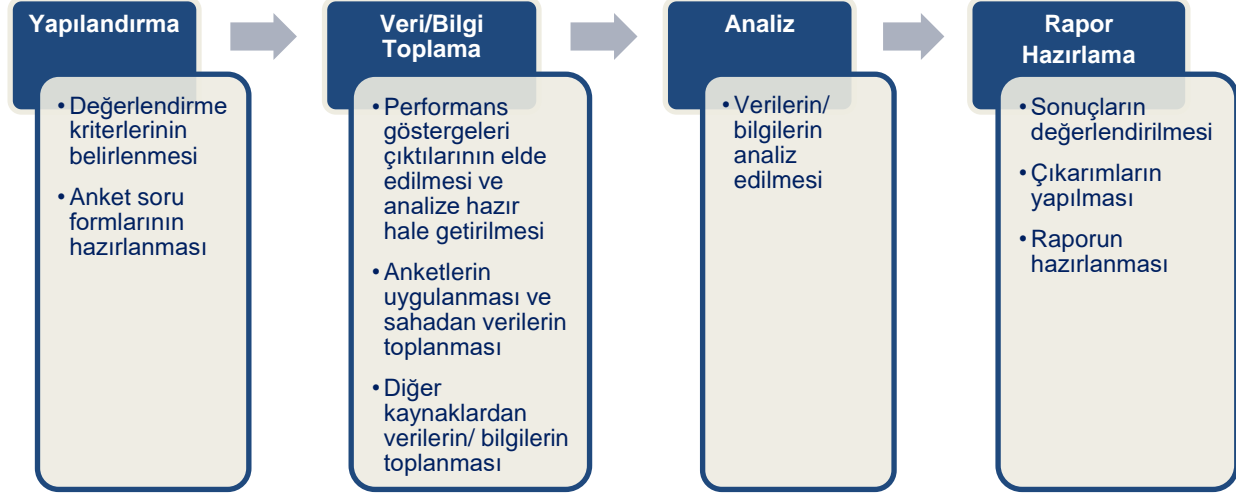 Yapılandırma
• Değerlendirme
kriterlerinin
belirlenmesi
• Anket soru
formlarının
hazırlanması
Veri/Bilgi
Toplama
• Performans
göstergeleri
çıktılarının elde
edilmesi ve
analize hazır
hale getirilmesi
• Anketlerin
uygulanması ve
sahadan verilerin
toplanması
• Diğer
kaynaklardan
verilerin/ bilgilerin
toplanması
Analiz
• Verilerin/
bilgilerin
analiz
edilmesi
Rapor
Hazırlama
• Sonuçların
değerlendirilmesi
• Çıkarımların
yapılması
• Raporun
hazırlanması